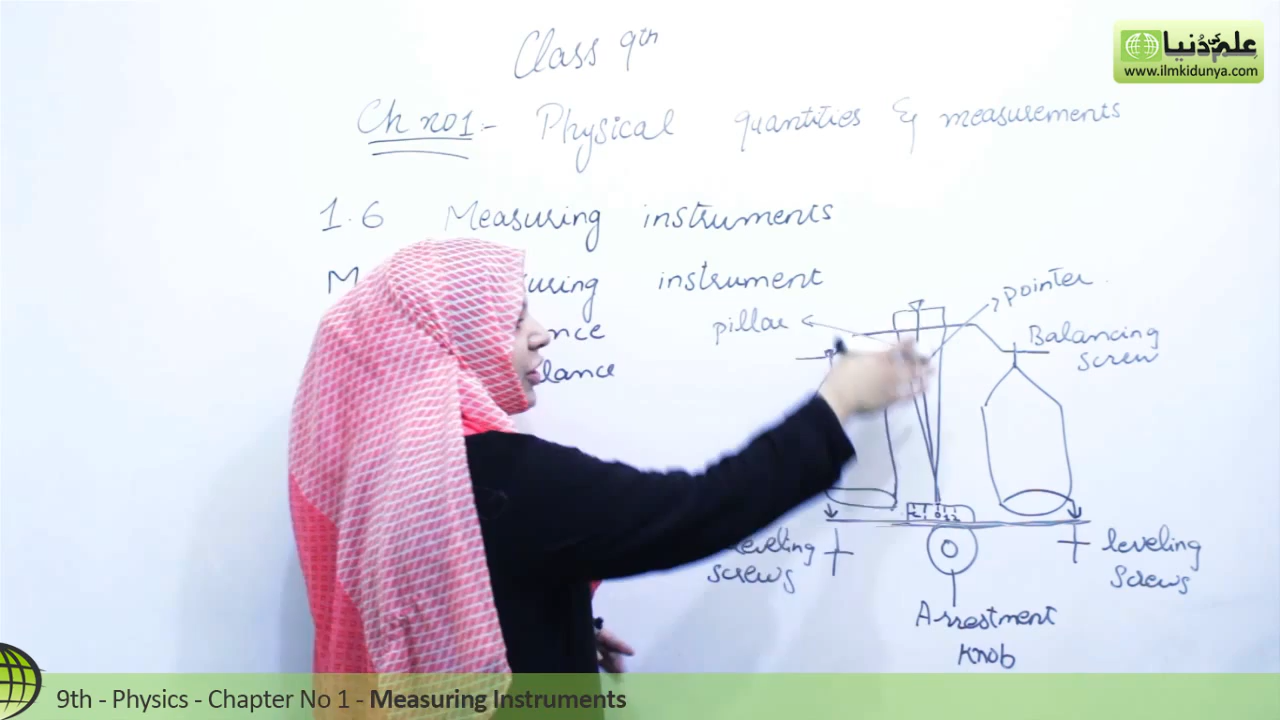 علم کی دُنیا
www.ilmkidunya.com
Class 9th
Ch no1:- Physical quantities & measurements
1.6 Measuring instruments
instrument
pointer
pillar
Balancing
screw
leveling
screws
leveling
screws
Arrestment
Knob
9th - Physics - Chapter No 1 - Measuring Instruments